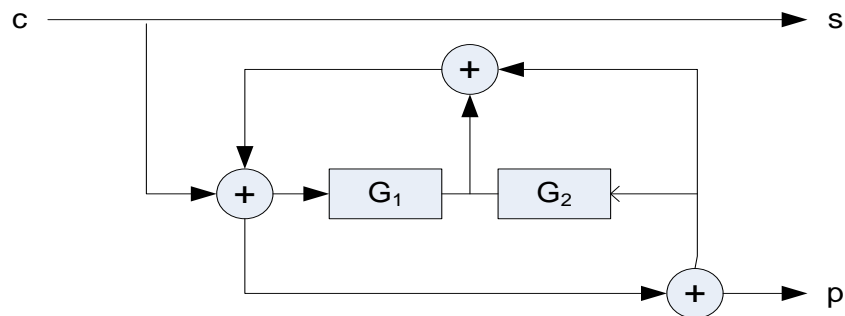 c s
+
+ G₁ G₂
+ p